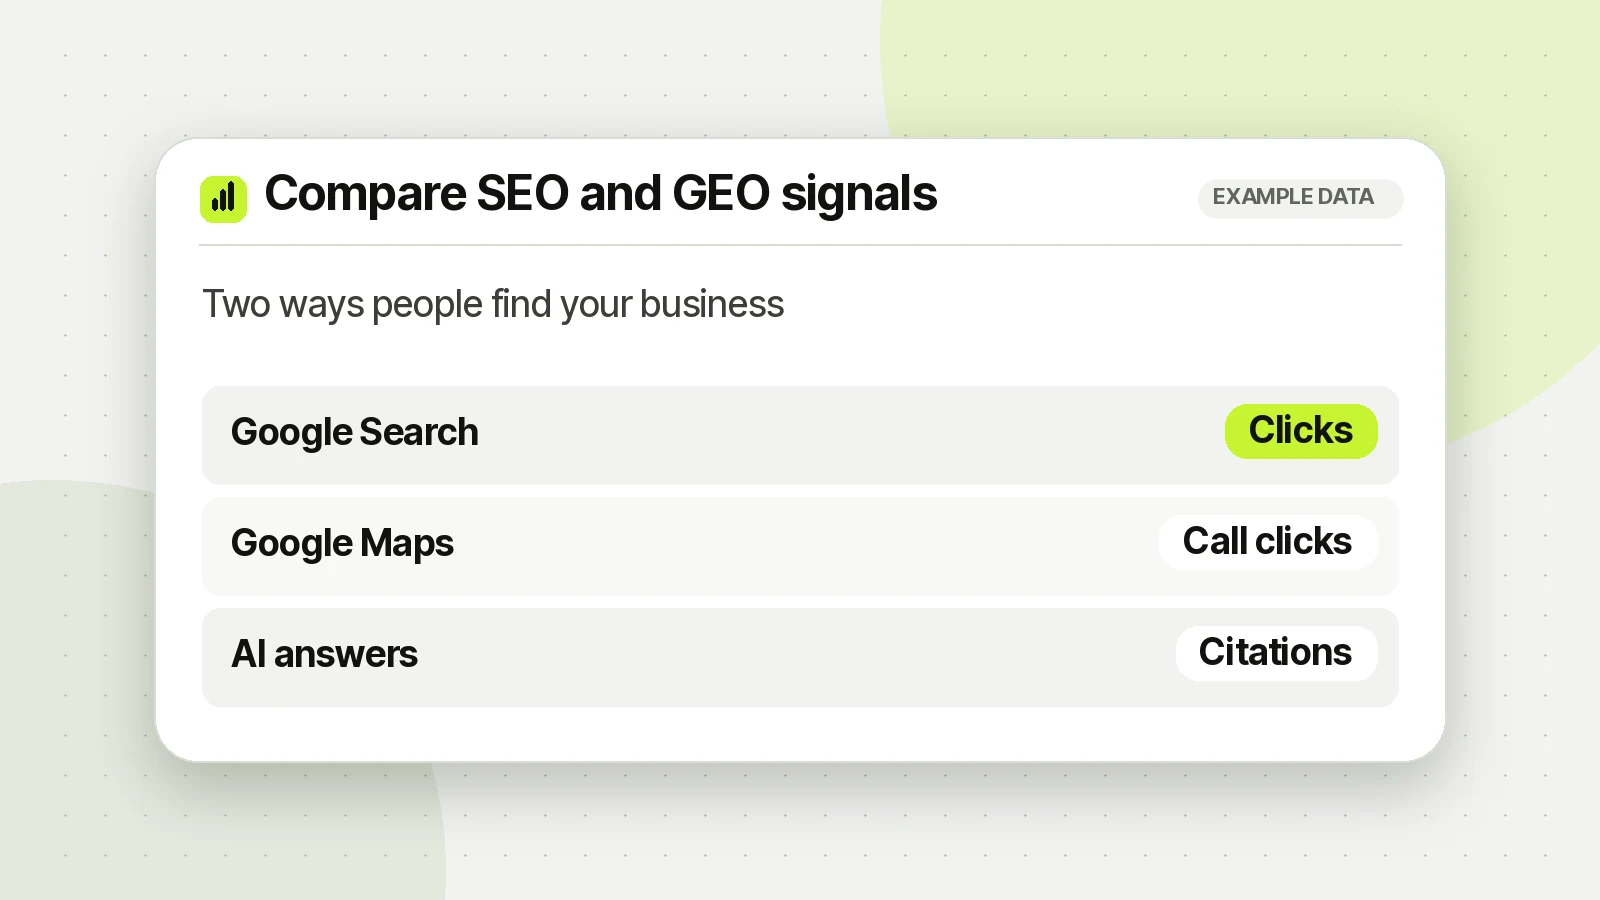 Compare SEO and GEO signals
EXAMPLE DATA
Two ways people find your business
Google Search
Clicks
Google Maps
Call clicks
AI answers
Citations